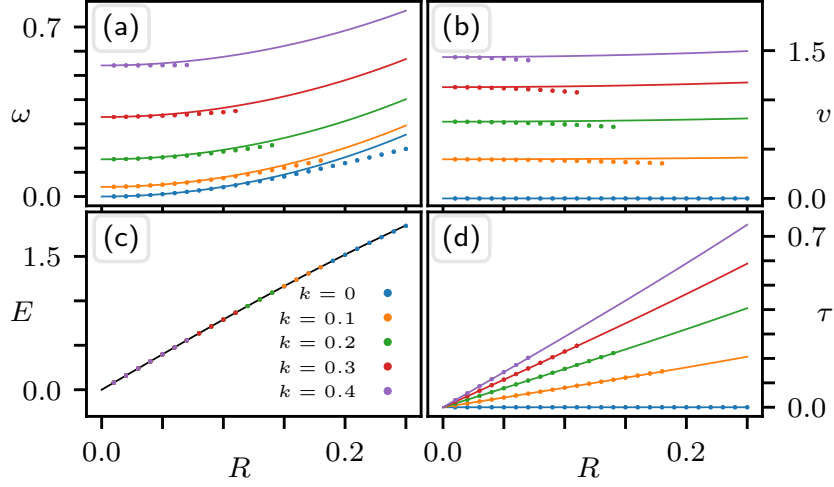 (a)
0.7
ω
0.0
(b)
1.5
v
0.0
(c)
1.5
E
0.0
k = 0
k = 0.1
k = 0.2
k = 0.3
k = 0.4
0.0
R
0.2
(d)
0.7
τ
0.0
0.0
R
0.2